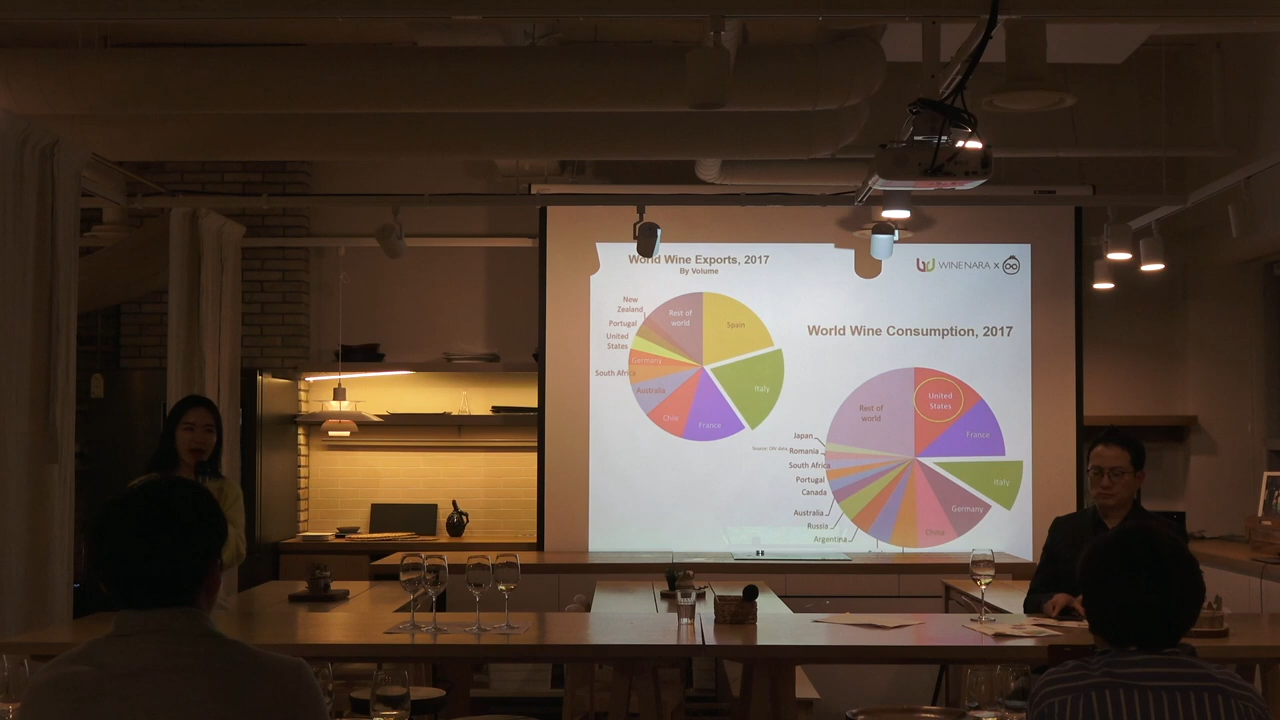 World Wine Exports, 2017
By Volume
WINENARA X
New
Zealand
Portugal
United
States
Germany
South Africa
Australia
Chile
France
Italy
Spain
Rest of
world
World Wine Consumption, 2017
Source: OIV data
Rest of
world
United
States
France
Italy
Germany
China
Japan
Romania
South Africa
Portugal
Canada
Australia
Russia
Argentina